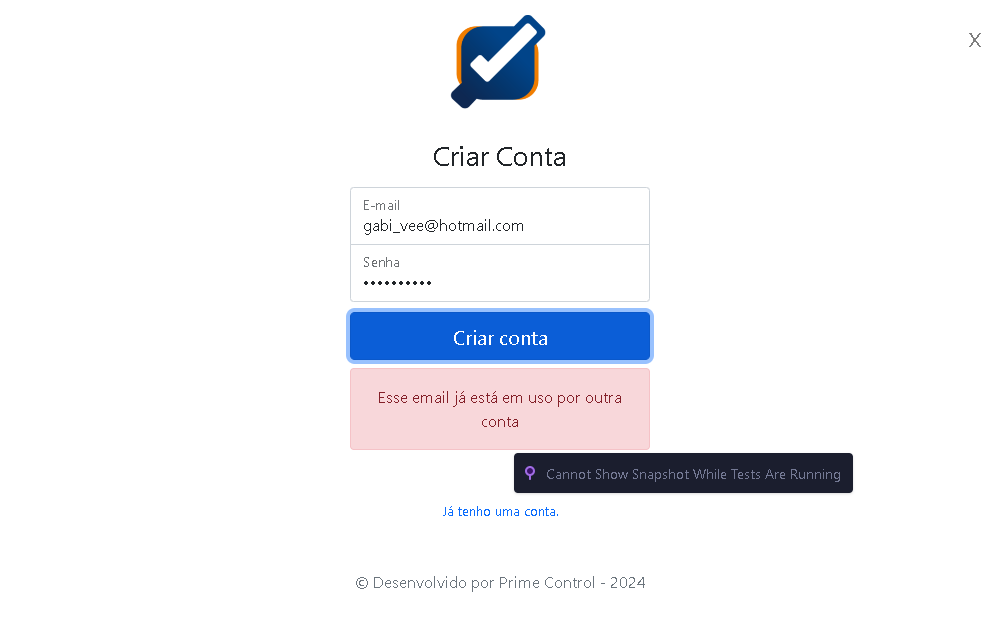 X
Criar Conta
E-mail
gabi_vee@hotmail.com
Senha
••••••••••
Criar conta
Esse email já está em uso por outra
conta
Cannot Show Snapshot While Tests Are Running
Já tenho uma conta.
© Desenvolvido por Prime Control - 2024